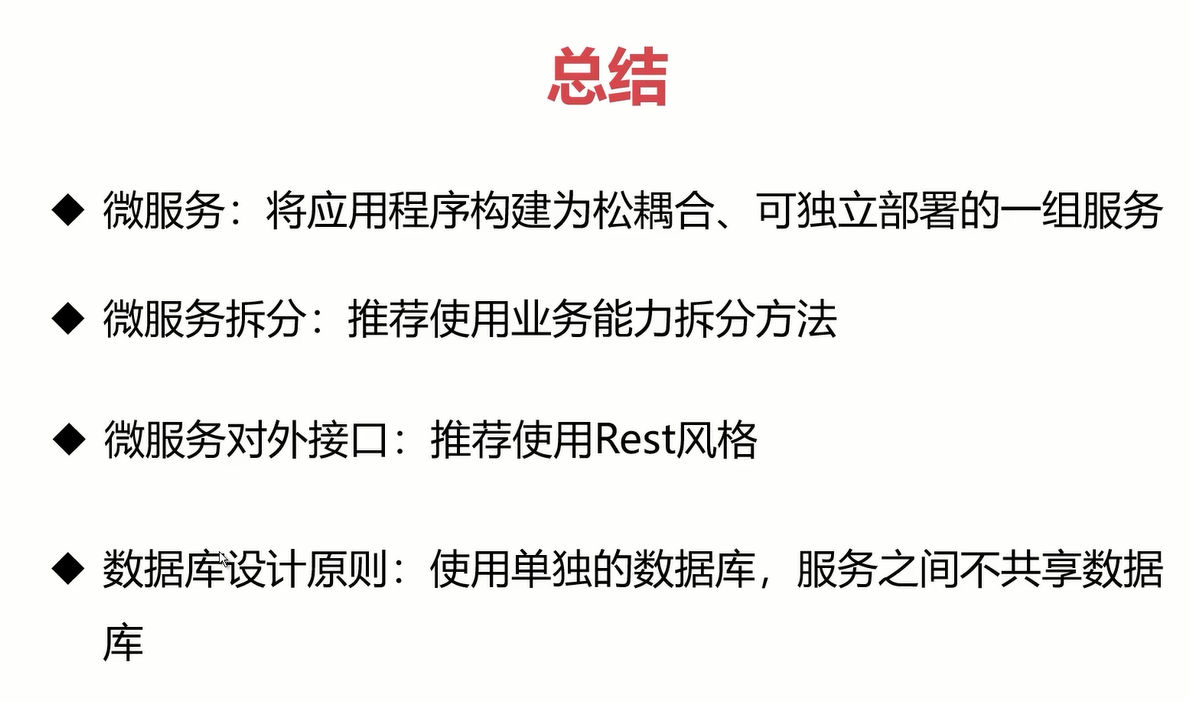 总结
◆ 微服务：将应用程序构建为松耦合、可独立部署的一组服务
◆ 微服务拆分：推荐使用业务能力拆分方法
◆ 微服务对外接口：推荐使用Rest风格
◆ 数据库设计原则：使用单独的数据库，服务之间不共享数据
库